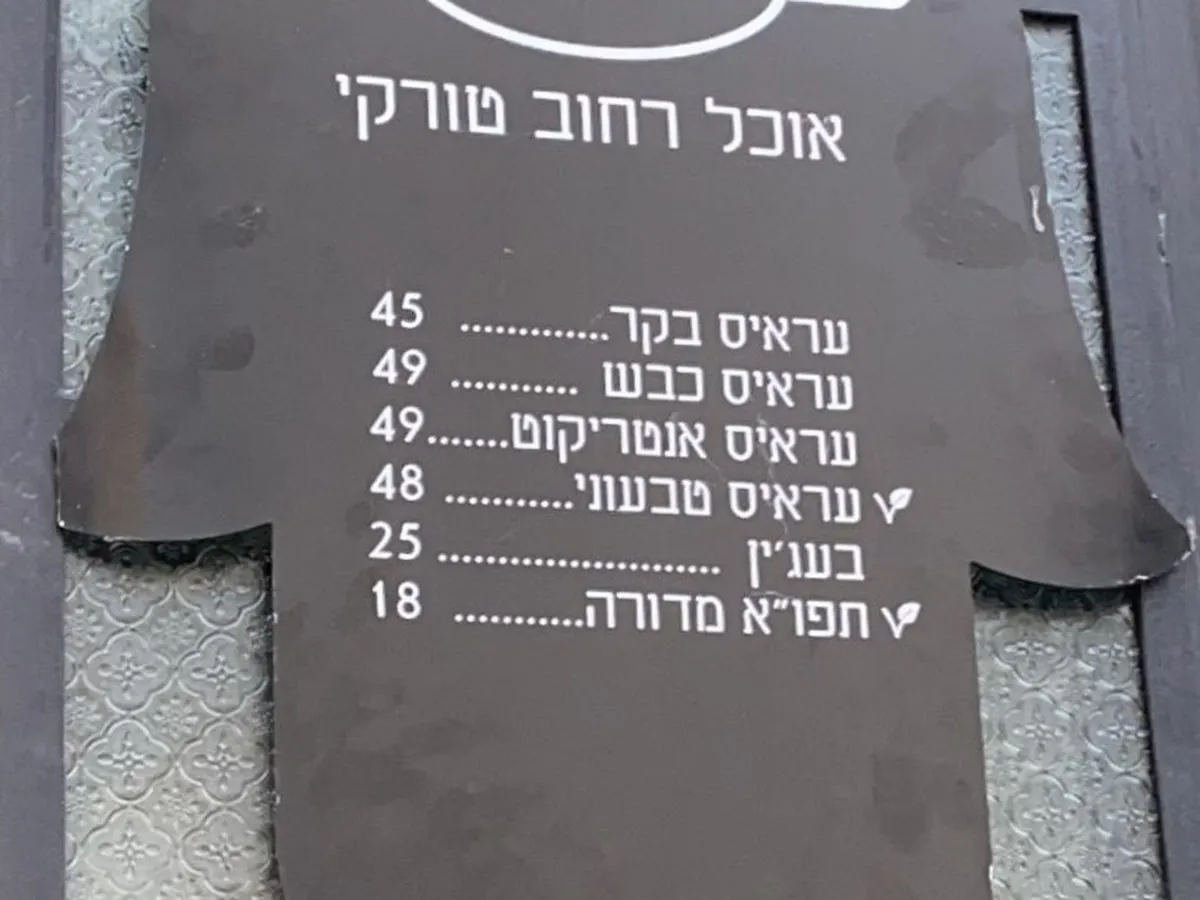 אוכל רחוב טורקי
עראיס בקר............. 45
עראיס כבש ........... 49
עראיס אנטריקוט.......49
עראיס טבעוני........... 48
בעג׳ין ......................... 25
תפו״א מדורה............ 18